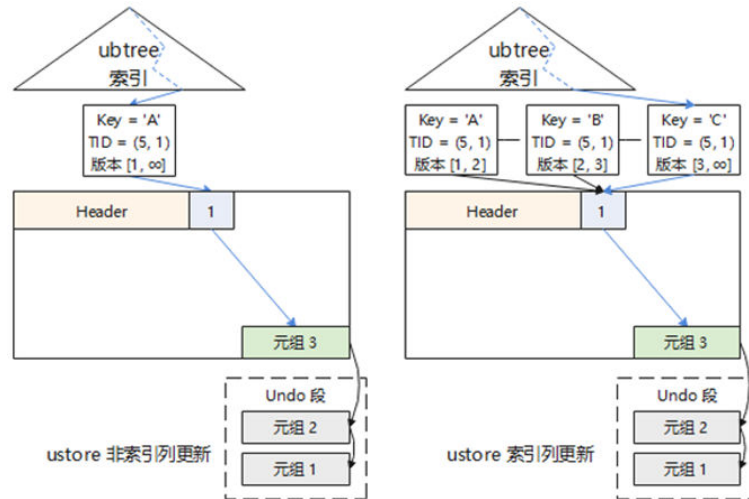 ubtree
索引
Key = 'A'
TID = (5, 1)
版本 [1, ∞]
Header
1
元组 3
Undo 段
元组 2
元组 1
ustore 非索引列更新
ubtree
索引
Key = 'A'
TID = (5, 1)
版本 [1, 2]
Key = 'B'
TID = (5, 1)
版本 [2, 3]
Key = 'C'
TID = (5, 1)
版本 [3, ∞]
Header
1
元组 3
Undo 段
元组 2
元组 1
ustore 索引列更新